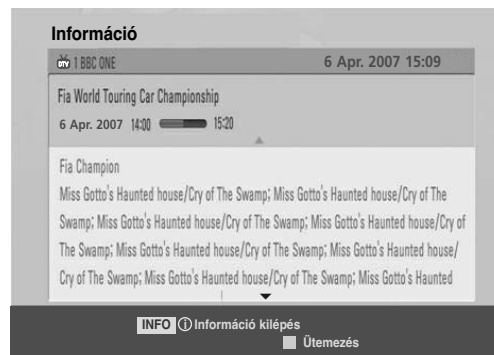 Információ
DTV 1 BBC ONE 6 Apr. 2007 15:09
Fia World Touring Car Championship
6 Apr. 2007 14:00 15:20
Fia Champion
Miss Gotto's Haunted house/Cry of The Swamp; Miss Gotto's Haunted house/Cry of The
Swamp; Miss Gotto's Haunted house/Cry of The Swamp; Miss Gotto's Haunted house/Cry of
The Swamp; Miss Gotto's Haunted house/Cry of The Swamp; Miss Gotto's Haunted house/
Cry of The Swamp; Miss Gotto's Haunted house/Cry of The Swamp; Miss Gotto's Haunted
INFO ⓘ Információ kilépés
Ütemezés